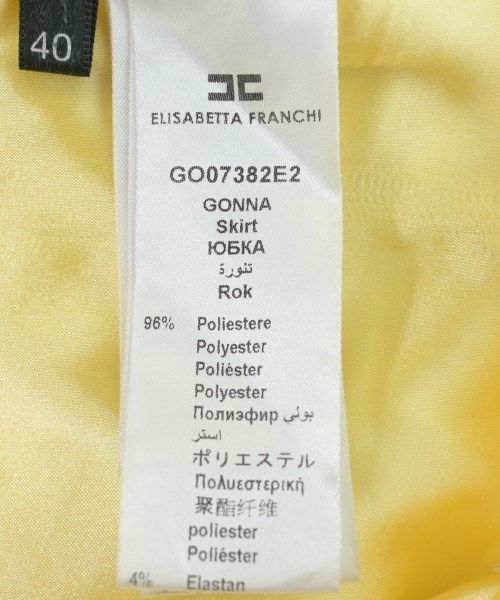 40
ELISABETTA FRANCHI
GO07382E2
GONNA
Skirt
ЮБКА
تنورة
Rok
96% Poliestere
Polyester
Poliéster
Polyester
Полиэфир بولي
استر
ポリエステル
Πολυεστερική
聚酯纤维
poliester
Poliéster
4% Elastan